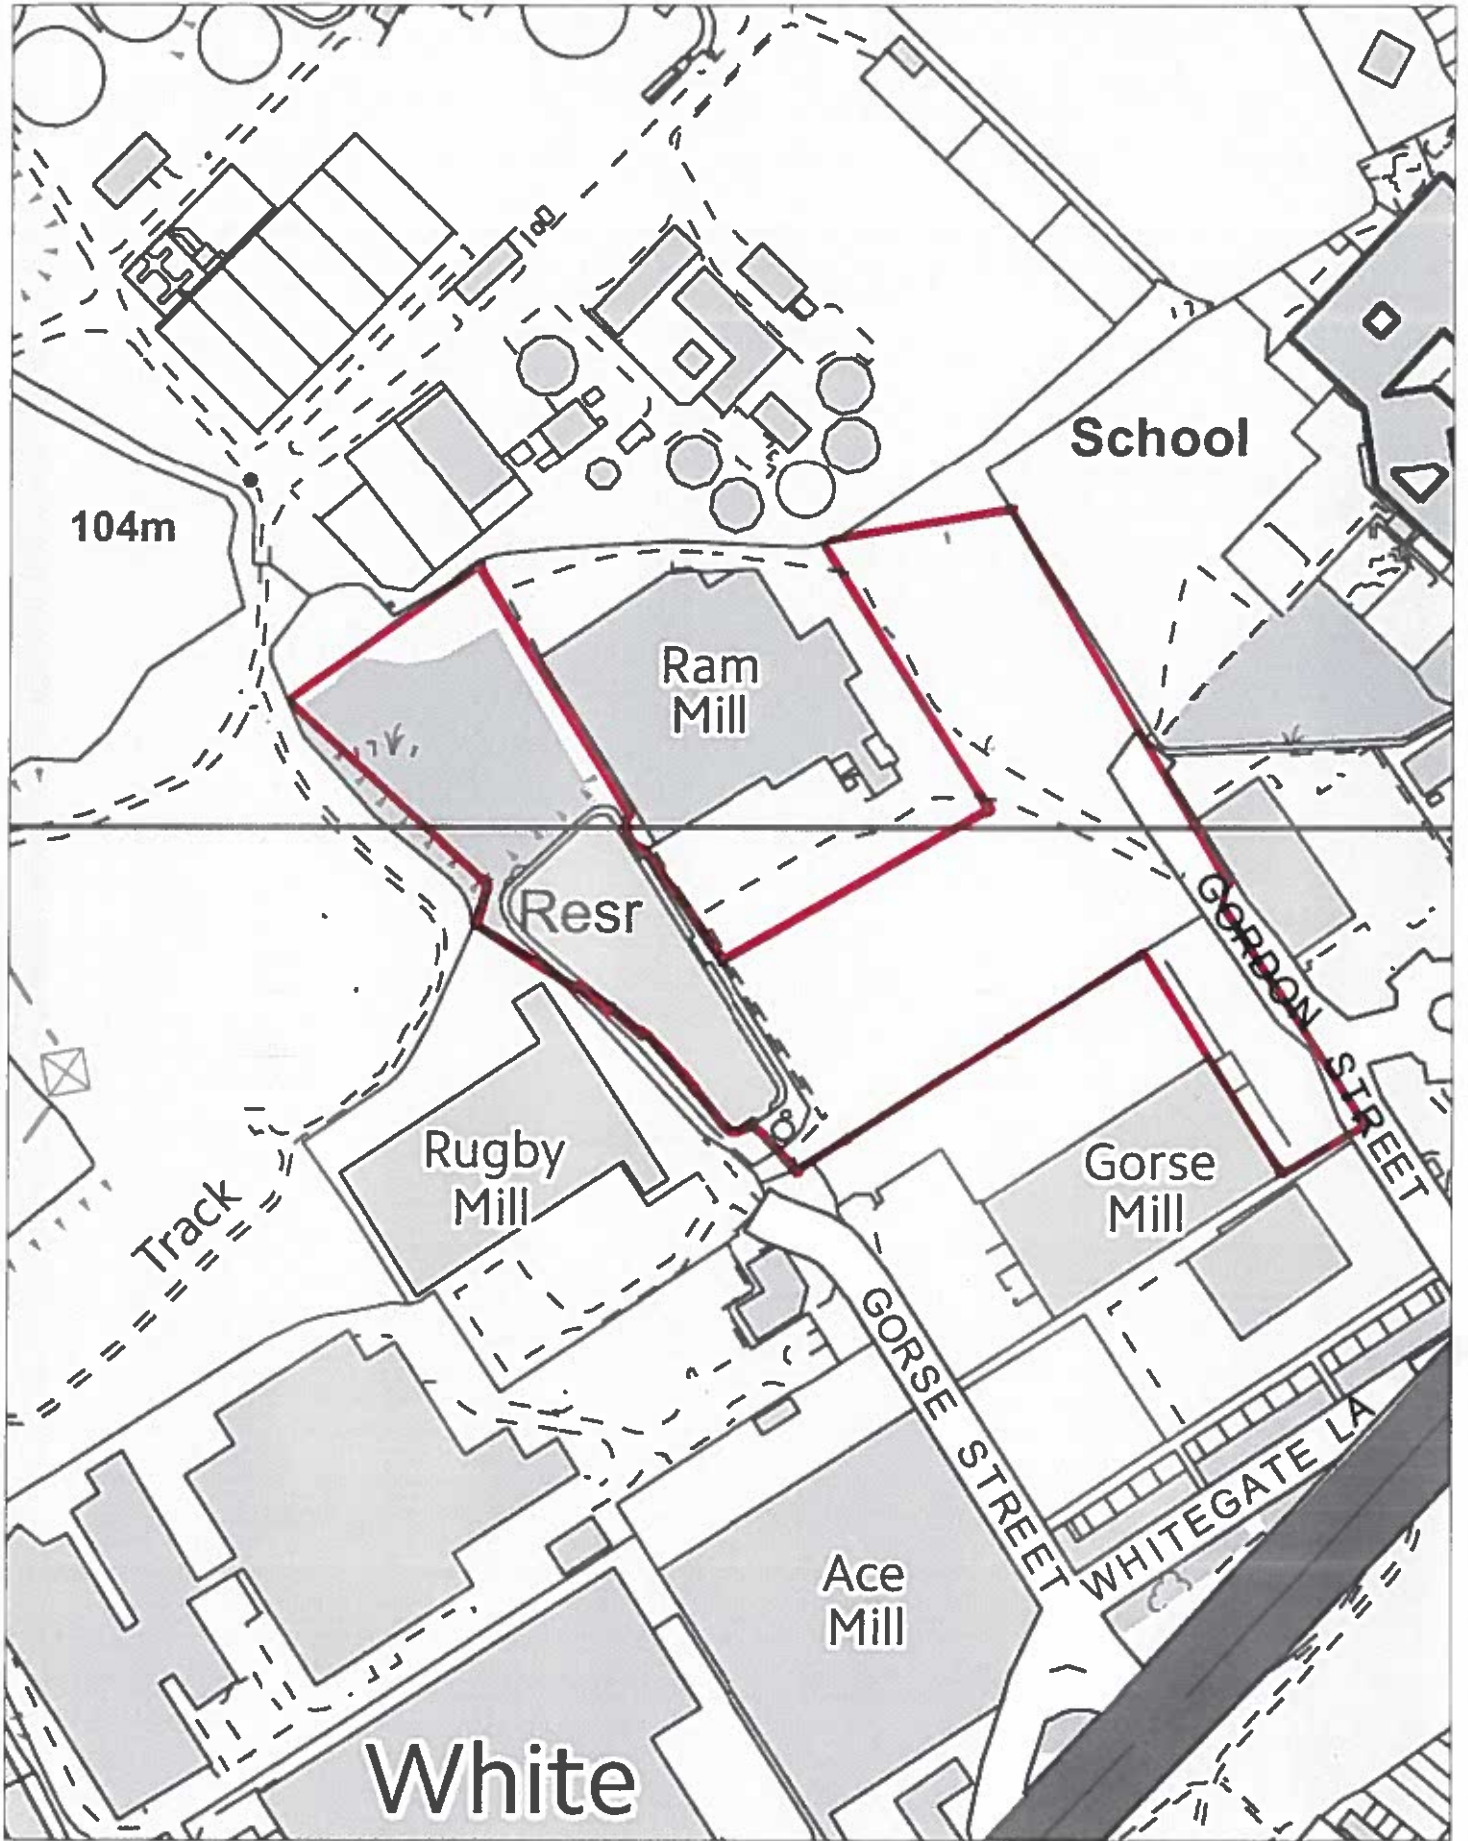 School
104m
Ram
Mill
Resr
GORDON STREET
Rugby
Mill
Gorse
Mill
Track
GORSE STREET
WHITEGATE LA
Ace
Mill
White